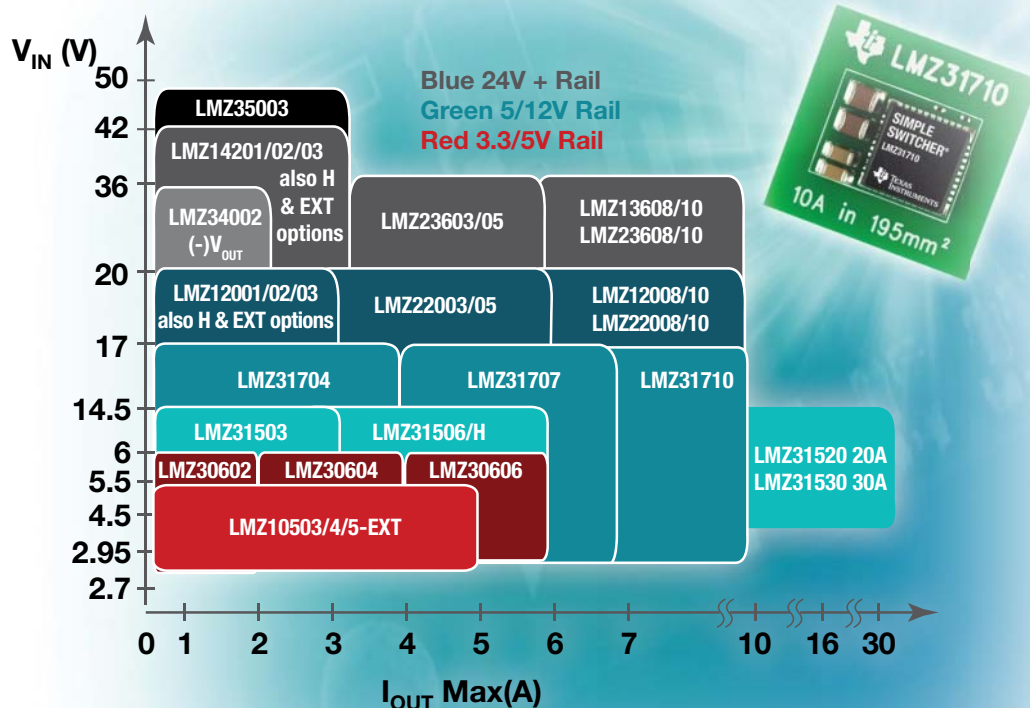 V_IN (V)
50
42
36
20
17
14.5
6
5.5
4.5
2.95
2.7
Blue 24V + Rail
Green 5/12V Rail
Red 3.3/5V Rail
LMZ35003
LMZ14201/02/03
also H
& EXT
options
LMZ34002
(-)V_OUT
LMZ23603/05
LMZ13608/10
LMZ23608/10
LMZ12001/02/03
also H & EXT options
LMZ22003/05
LMZ12008/10
LMZ22008/10
LMZ31704
LMZ31707
LMZ31710
LMZ31503
LMZ31506/H
LMZ31520 20A
LMZ31530 30A
LMZ30602
LMZ30604
LMZ30606
LMZ10503/4/5-EXT
0 1 2 3 4 5 6 7 10 16 30
I_OUT Max(A)
LMZ31710
SIMPLE
SWITCHER®
LMZ31710
TEXAS
INSTRUMENTS
10A in 195mm²